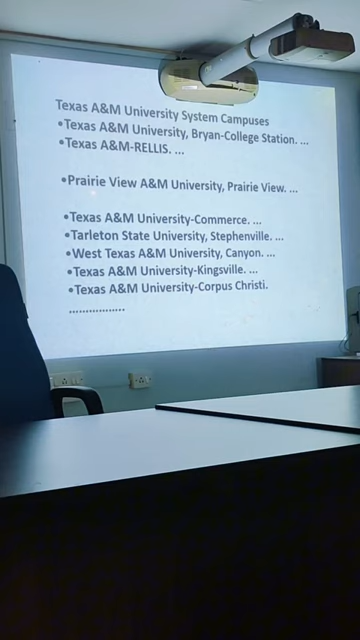 Texas A&M University System Campuses
•Texas A&M University, Bryan-College Station. ...
•Texas A&M-RELLIS. ...
•Prairie View A&M University, Prairie View. ...
•Texas A&M University-Commerce. ...
•Tarleton State University, Stephenville. ...
•West Texas A&M University, Canyon. ...
•Texas A&M University-Kingsville. ...
•Texas A&M University-Corpus Christi.
.................